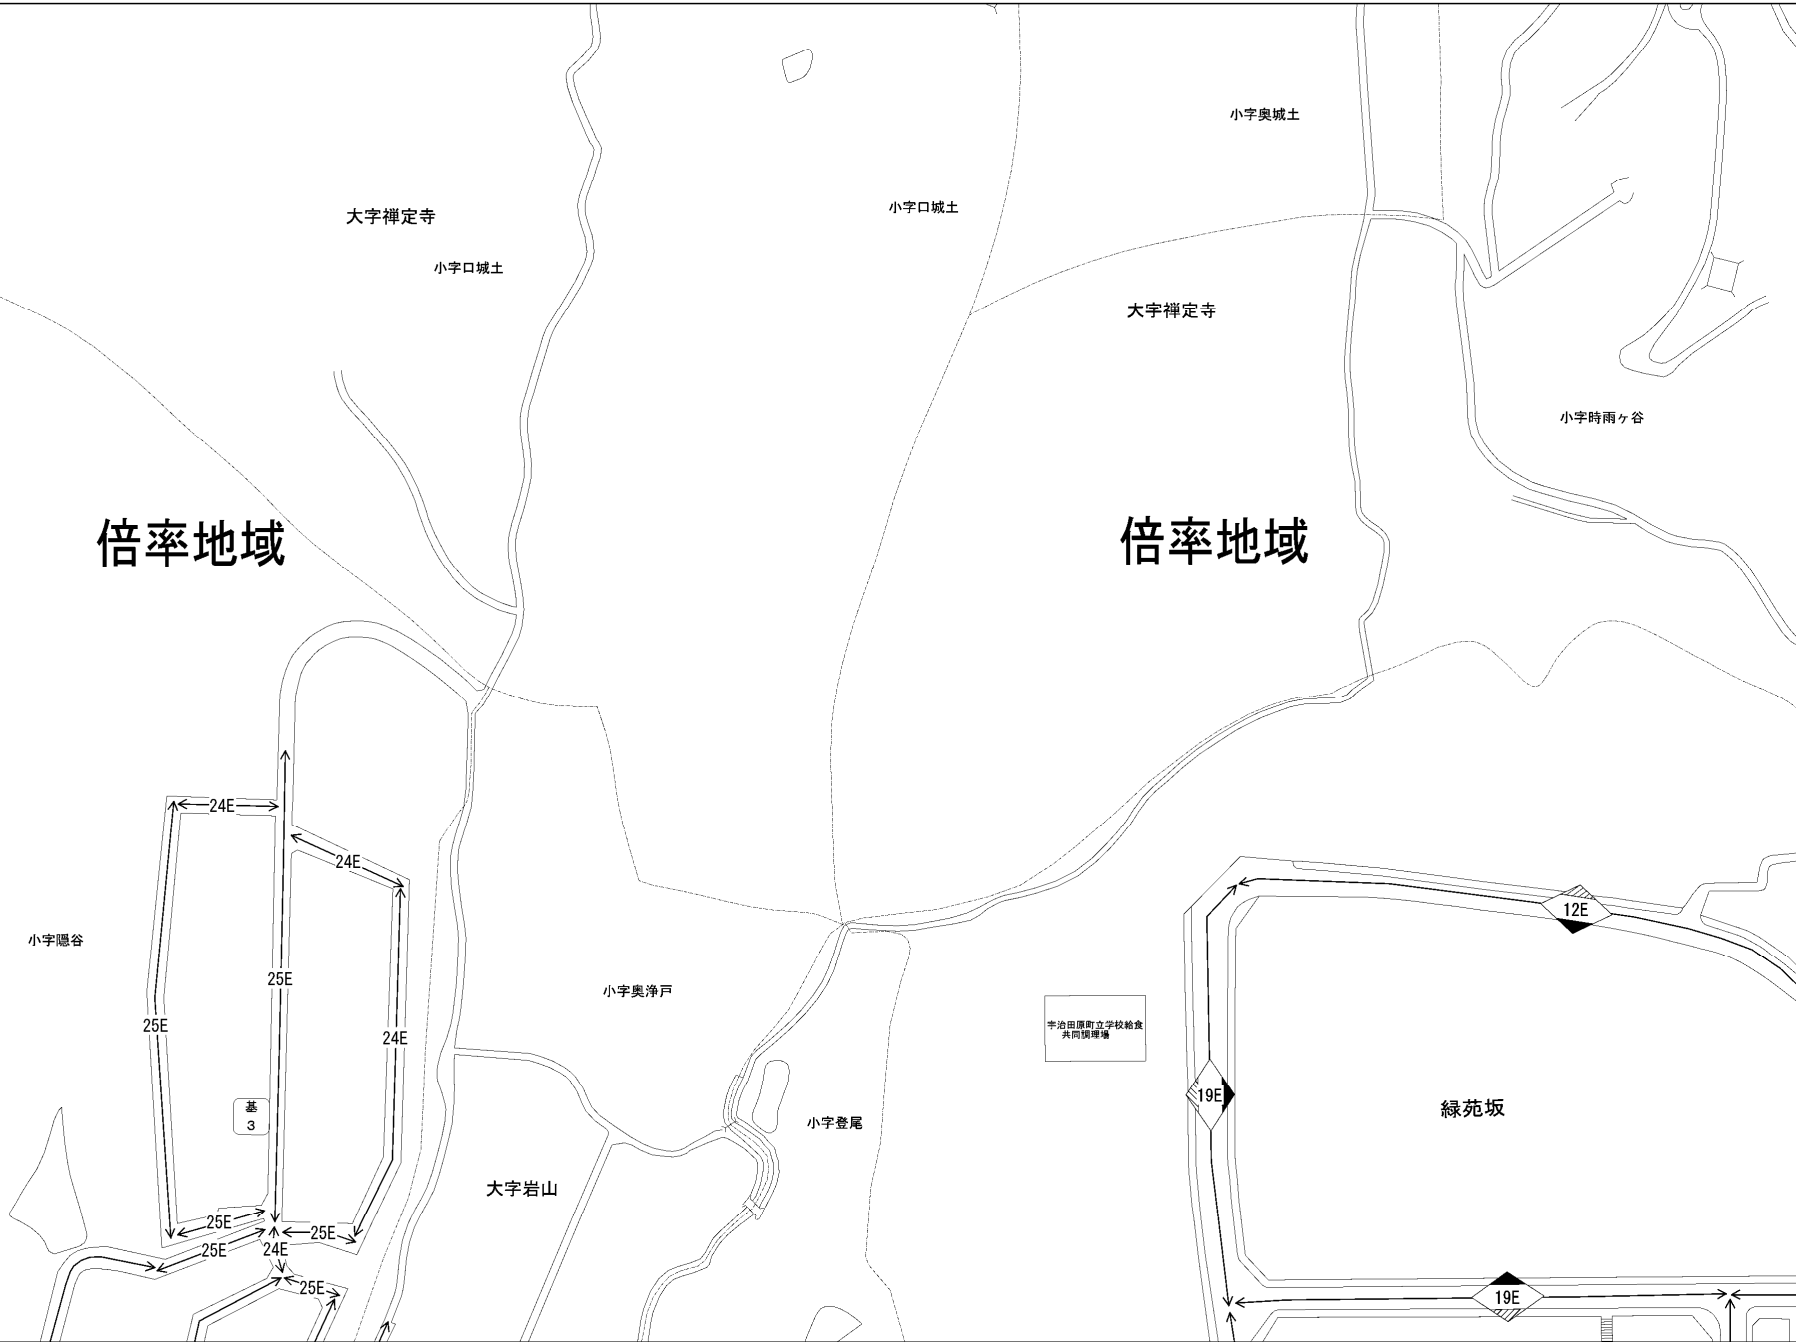 小字奥城土
小字口城土
大字禅定寺
小字口城土
大字禅定寺
小字時雨ヶ谷
倍率地域
倍率地域
24E
24E
12E
小字隠谷
25E
小字奥浄戸
宇治田原町立学校給食
共同調理場
25E
24E
19E
基
3
緑苑坂
小字登尾
大字岩山
25E
25E
25E
24E
25E
19E